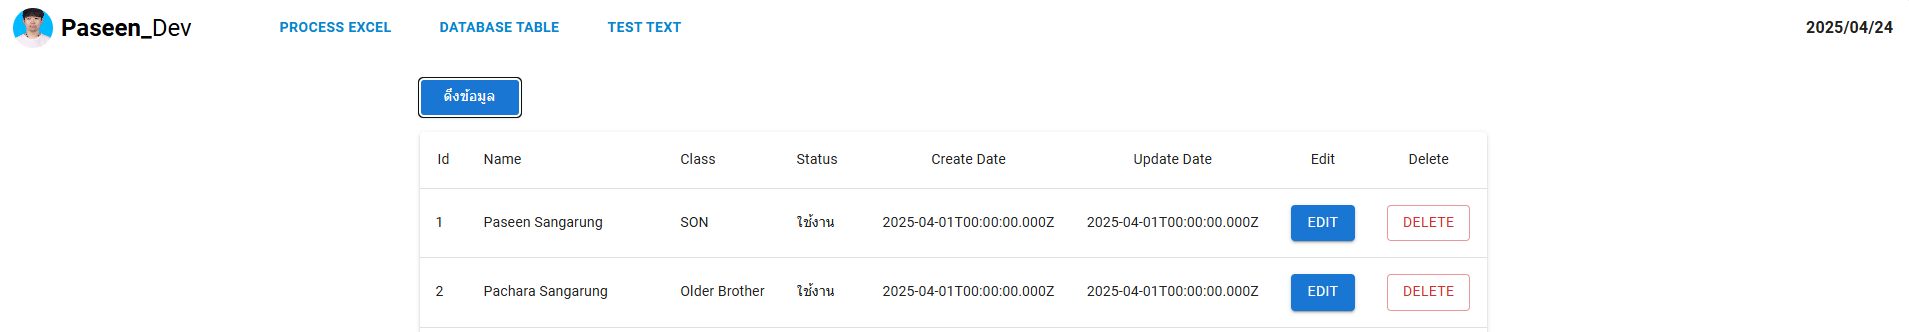 Paseen_Dev PROCESS EXCEL DATABASE TABLE TEST TEXT 2025/04/24
ดึงข้อมูล
Id Name Class Status Create Date Update Date Edit Delete
1 Paseen Sangarung SON ใช้งาน 2025-04-01T00:00:00.000Z 2025-04-01T00:00:00.000Z EDIT DELETE
2 Pachara Sangarung Older Brother ใช้งาน 2025-04-01T00:00:00.000Z 2025-04-01T00:00:00.000Z EDIT DELETE